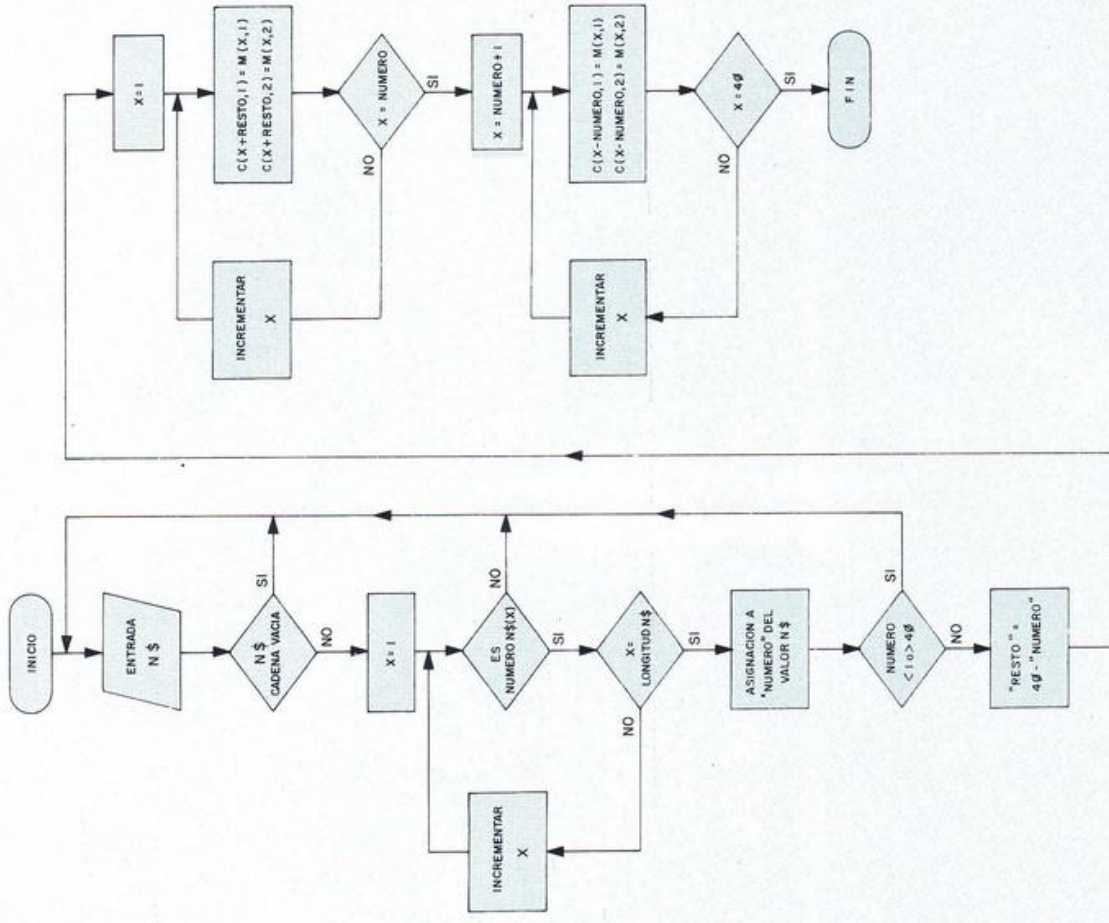 INICIO
ENTRADA
N$
N$
CADENA VACIA
SI
NO
X=1
ES
NUMERO N$(X)
NO
SI
X=
LONGITUD N$
NO
SI
INCREMENTAR
X
ASIGNACION A
"NUMERO" DEL
VALOR N$
NUMERO
<1o>4Ø
SI
NO
"RESTO" =
4Ø-"NUMERO"
X=1
C(X+RESTO,1)=M(X,1)
C(X+RESTO,2)=M(X,2)
X = NUMERO
NO
SI
INCREMENTAR
X
X = NUMERO+1
C(X-NUMERO,1)=M(X,1)
C(X-NUMERO,2)=M(X,2)
X=4Ø
NO
SI
INCREMENTAR
X
FIN